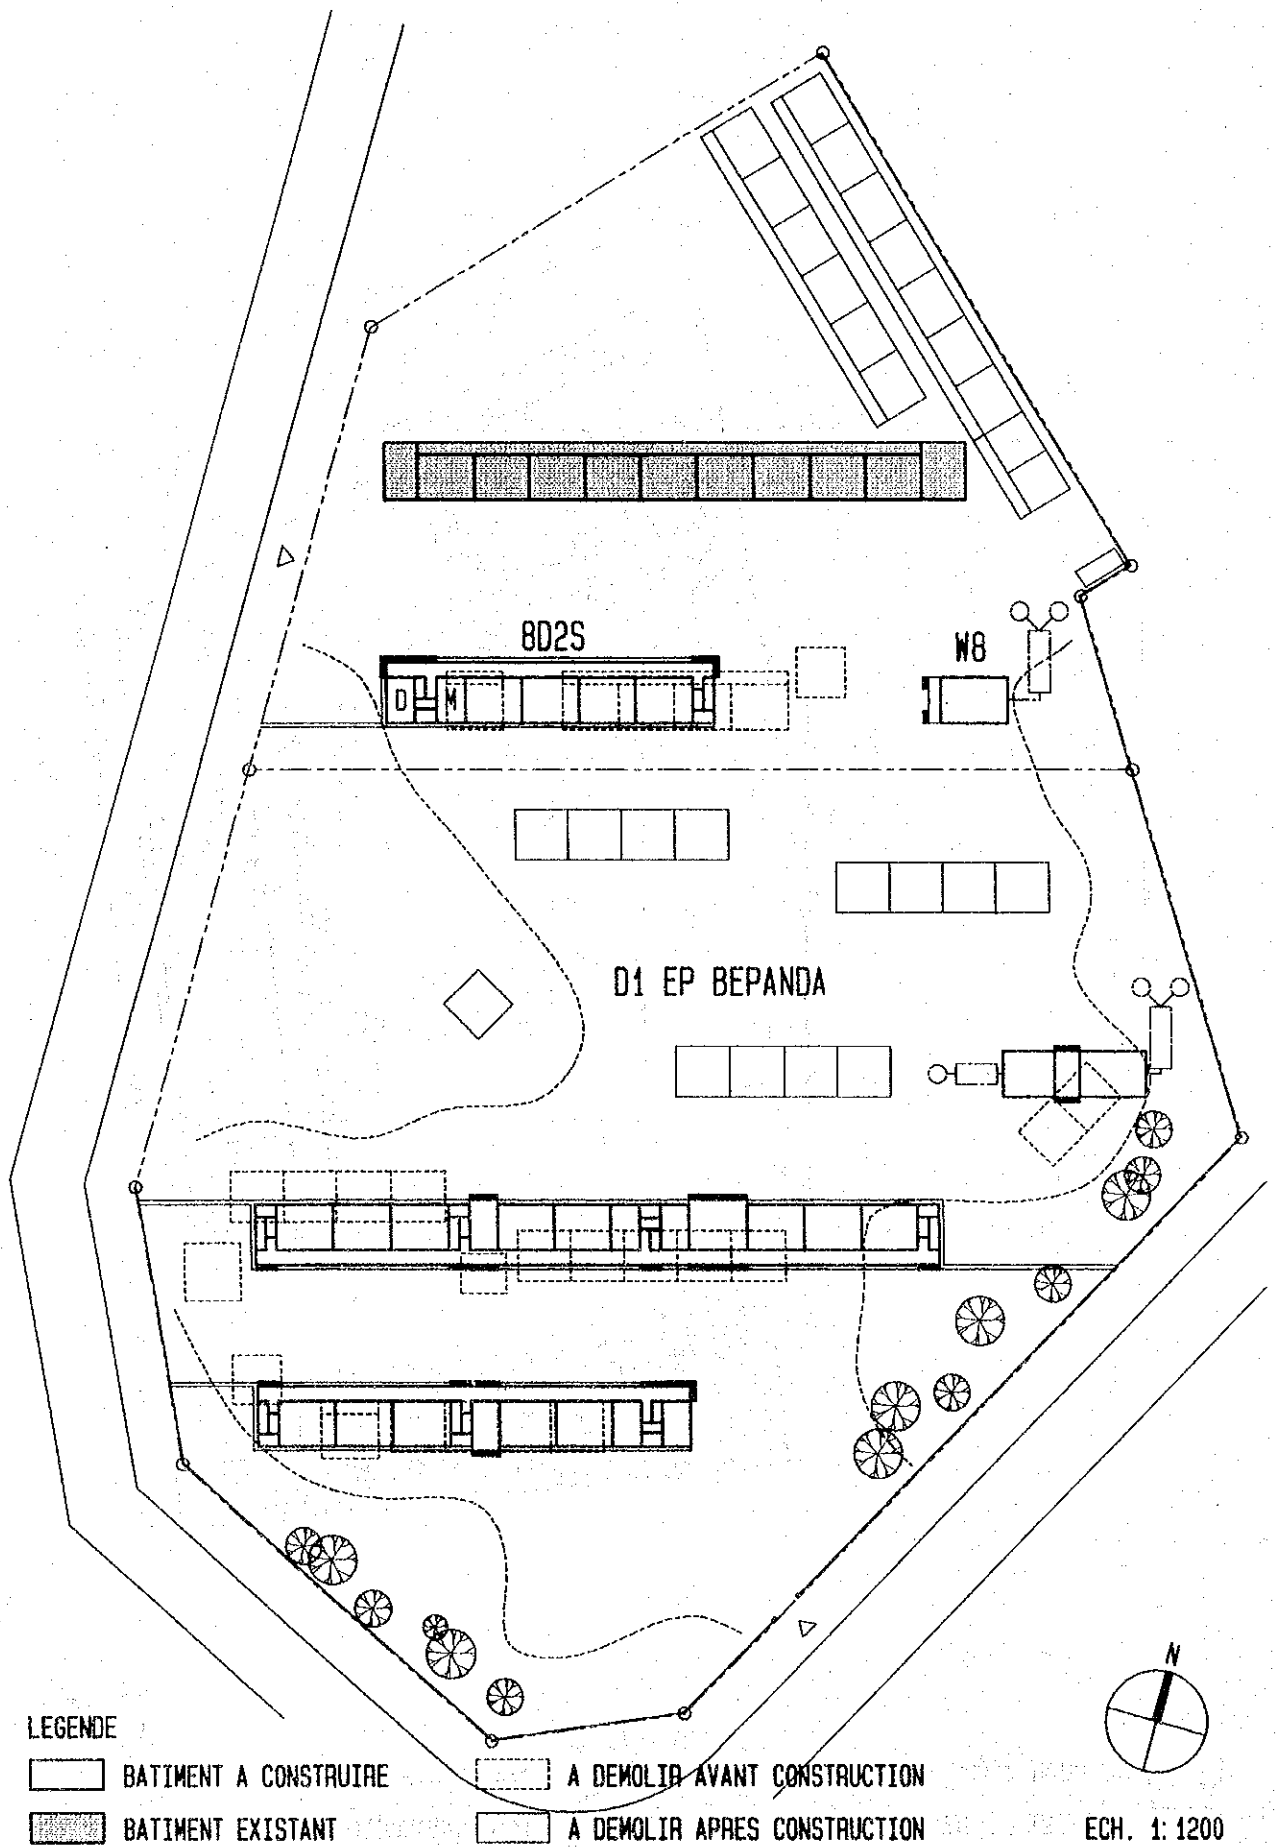 8D2S
W8
D
M
D1 EP BEPANDA
N
LEGENDE
BATIMENT A CONSTRUIRE
A DEMOLIR AVANT CONSTRUCTION
BATIMENT EXISTANT
A DEMOLIR APRES CONSTRUCTION
ECH. 1:1200